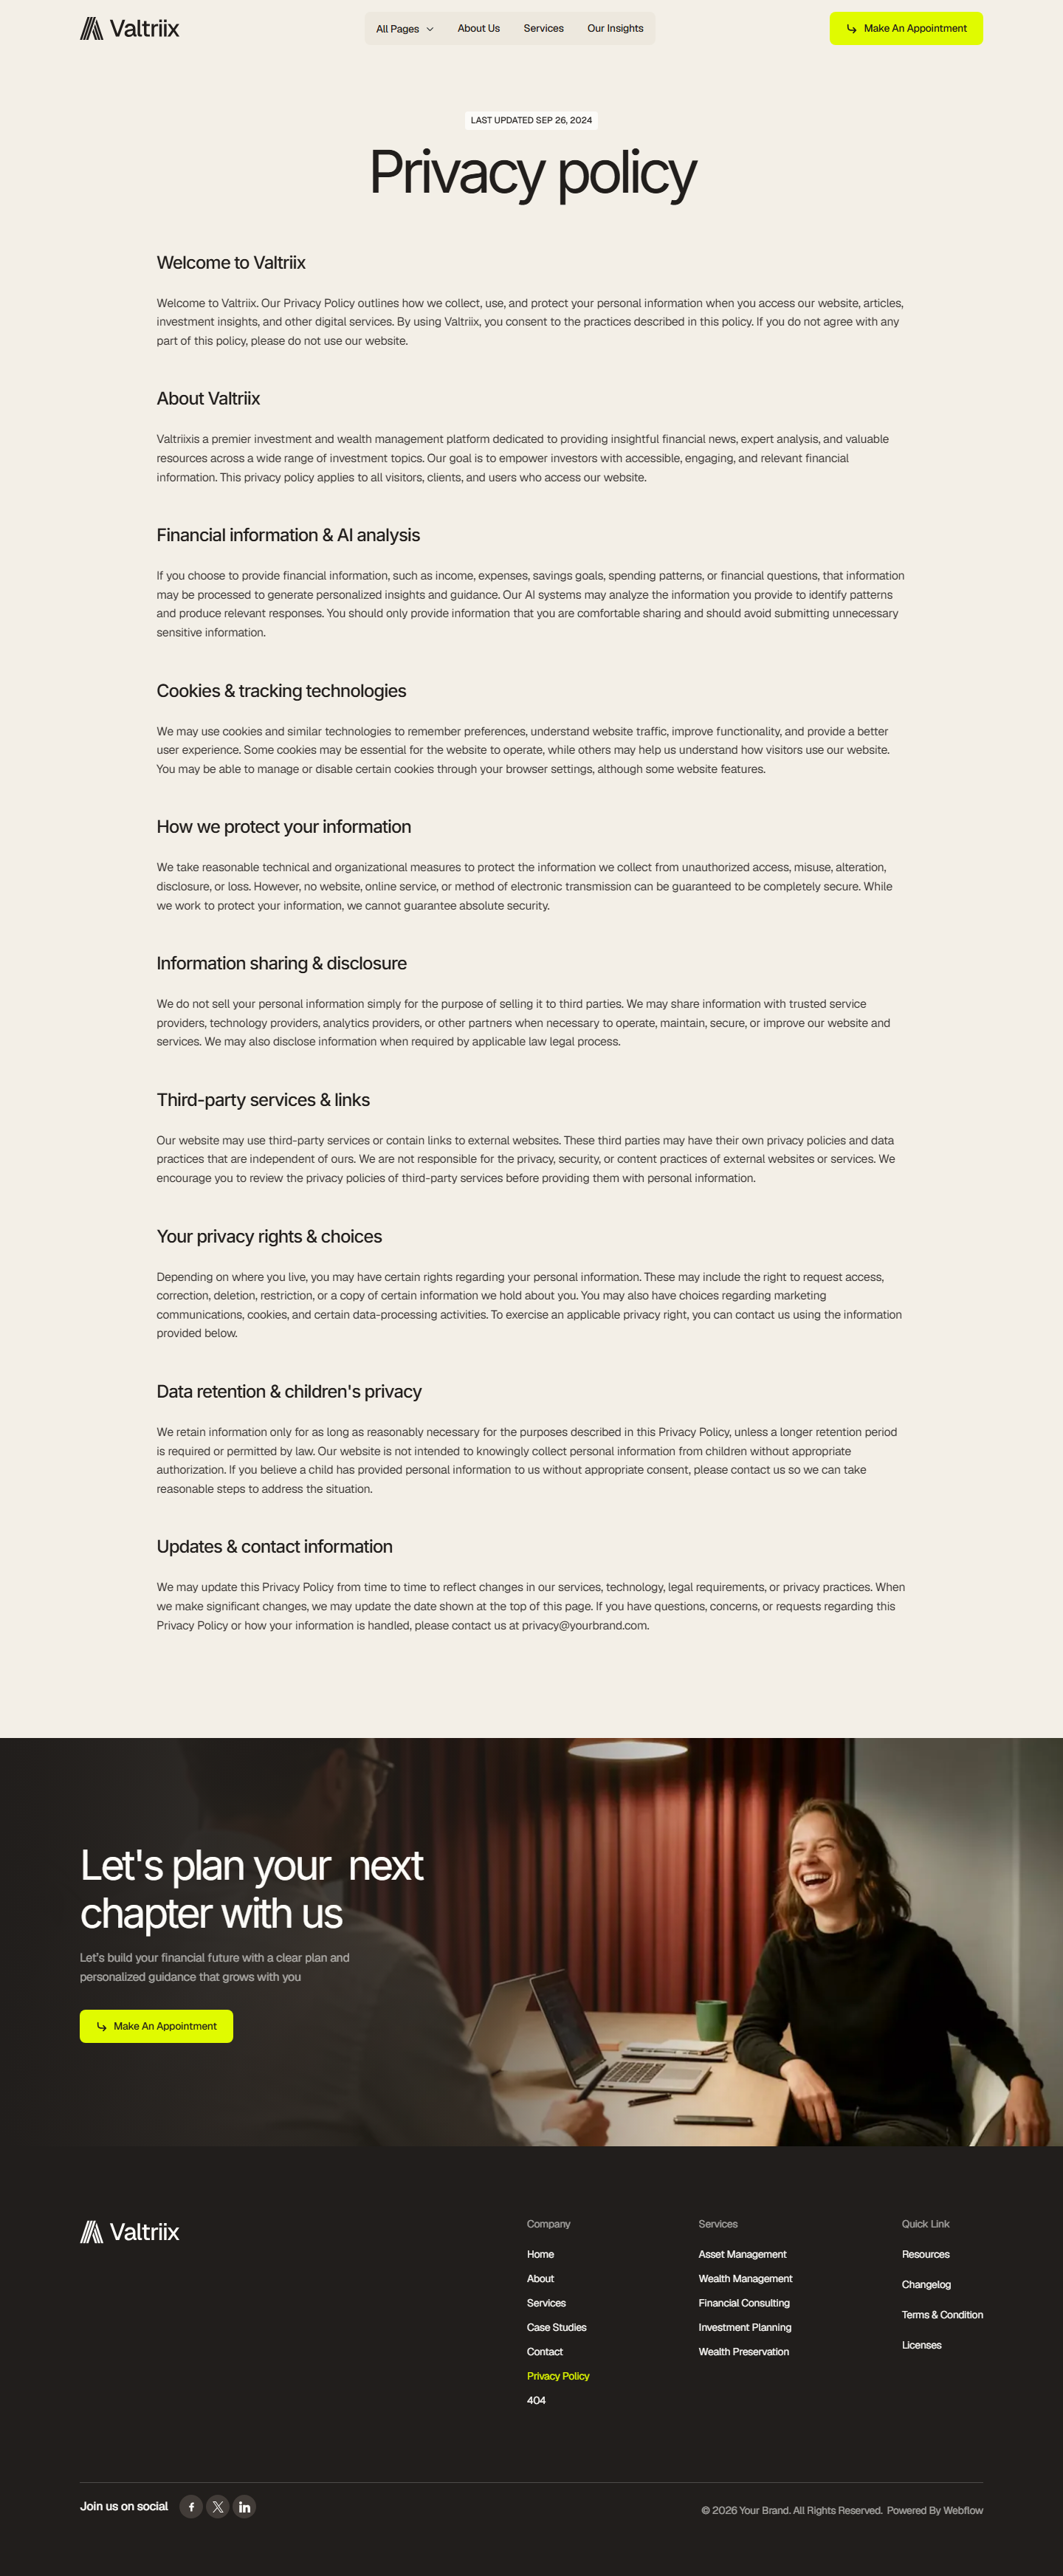 Valtriix
All Pages
About Us
Services
Our Insights
Make An Appointment
LAST UPDATED SEP 26, 2024
Privacy policy
Welcome to Valtriix
Welcome to Valtriix. Our Privacy Policy outlines how we collect, use, and protect your personal information when you access our website, articles,
investment insights, and other digital services. By using Valtriix, you consent to the practices described in this policy. If you do not agree with any
part of this policy, please do not use our website.
About Valtriix
Valtriixis a premier investment and wealth management platform dedicated to providing insightful financial news, expert analysis, and valuable
resources across a wide range of investment topics. Our goal is to empower investors with accessible, engaging, and relevant financial
information. This privacy policy applies to all visitors, clients, and users who access our website.
Financial information & AI analysis
If you choose to provide financial information, such as income, expenses, savings goals, spending patterns, or financial questions, that information
may be processed to generate personalized insights and guidance. Our AI systems may analyze the information you provide to identify patterns
and produce relevant responses. You should only provide information that you are comfortable sharing and should avoid submitting unnecessary
sensitive information.
Cookies & tracking technologies
We may use cookies and similar technologies to remember preferences, understand website traffic, improve functionality, and provide a better
user experience. Some cookies may be essential for the website to operate, while others may help us understand how visitors use our website.
You may be able to manage or disable certain cookies through your browser settings, although some website features.
How we protect your information
We take reasonable technical and organizational measures to protect the information we collect from unauthorized access, misuse, alteration,
disclosure, or loss. However, no website, online service, or method of electronic transmission can be guaranteed to be completely secure. While
we work to protect your information, we cannot guarantee absolute security.
Information sharing & disclosure
We do not sell your personal information simply for the purpose of selling it to third parties. We may share information with trusted service
providers, technology providers, analytics providers, or other partners when necessary to operate, maintain, secure, or improve our website and
services. We may also disclose information when required by applicable law legal process.
Third-party services & links
Our website may use third-party services or contain links to external websites. These third parties may have their own privacy policies and data
practices that are independent of ours. We are not responsible for the privacy, security, or content practices of external websites or services. We
encourage you to review the privacy policies of third-party services before providing them with personal information.
Your privacy rights & choices
Depending on where you live, you may have certain rights regarding your personal information. These may include the right to request access,
correction, deletion, restriction, or a copy of certain information we hold about you. You may also have choices regarding marketing
communications, cookies, and certain data-processing activities. To exercise an applicable privacy right, you can contact us using the information
provided below.
Data retention & children's privacy
We retain information only for as long as reasonably necessary for the purposes described in this Privacy Policy, unless a longer retention period
is required or permitted by law. Our website is not intended to knowingly collect personal information from children without appropriate
authorization. If you believe a child has provided personal information to us without appropriate consent, please contact us so we can take
reasonable steps to address the situation.
Updates & contact information
We may update this Privacy Policy from time to time to reflect changes in our services, technology, legal requirements, or privacy practices. When
we make significant changes, we may update the date shown at the top of this page. If you have questions, concerns, or requests regarding this
Privacy Policy or how your information is handled, please contact us at privacy@yourbrand.com.
Let's plan your next
chapter with us
Let's build your financial future with a clear plan and
personalized guidance that grows with you
Make An Appointment
Valtriix
Company
Home
About
Services
Case Studies
Contact
Privacy Policy
404
Services
Asset Management
Wealth Management
Financial Consulting
Investment Planning
Wealth Preservation
Quick Link
Resources
Changelog
Terms & Condition
Licenses
Join us on social
© 2026 Your Brand. All Rights Reserved. Powered By Webflow